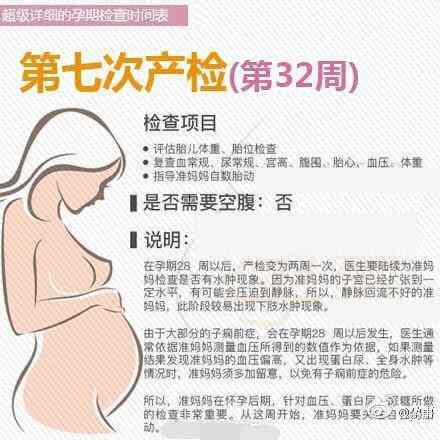 超级详细的孕期检查时间表
第七次产检(第32周)
检查项目
● 评估胎儿体重、胎位检查
● 复查血常规、尿常规、宫高、腹围、胎心、血压、体重
● 指导准妈妈自数胎动
是否需要空腹：否
说明：
在孕期28 周以后，产检变为两周一次，医生要陆续为准妈
妈检查是否有水肿现象。因为准妈妈的子宫已经扩张到一
定水平，有可能会压迫到静脉，所以，静脉回流不好的准
妈妈，此阶段较易出现下肢水肿现象。
由于大部分的子痫前症，会在孕期28 周以后发生，医生通
常依据准妈妈测量血压所得到的数值作为依据，如果测量
结果发现准妈妈的血压偏高，又出现蛋白尿、全身水肿等
情况时，准妈妈须多加留意，以免有子痫前症的危险。
所以，准妈妈在怀孕后期，针对血压、蛋白尿、尿糖所做
的检查非常重要。从这周开始，准妈妈要